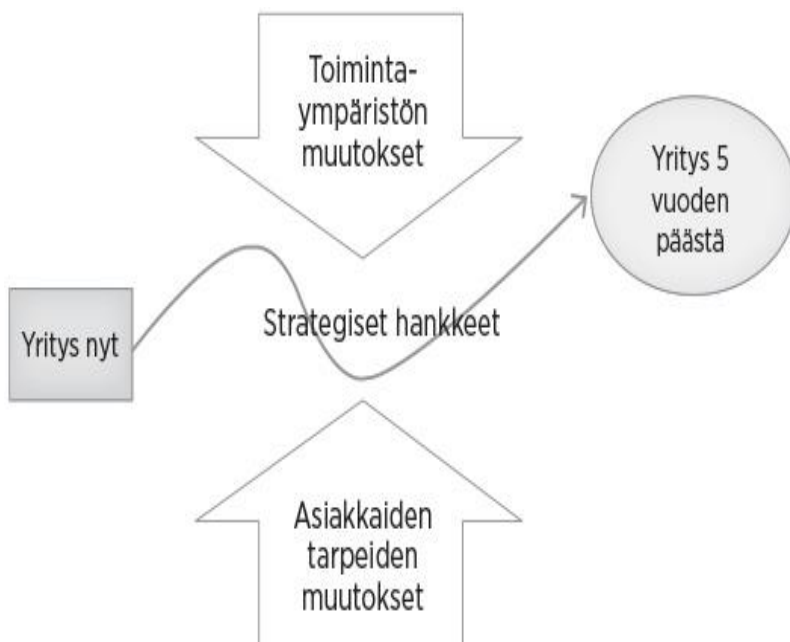 Toiminta-
ympäristön
muutokset
Yritys 5
vuoden
päästä
Strategiset hankkeet
Yritys nyt
Asiakkaiden
tarpeiden
muutokset